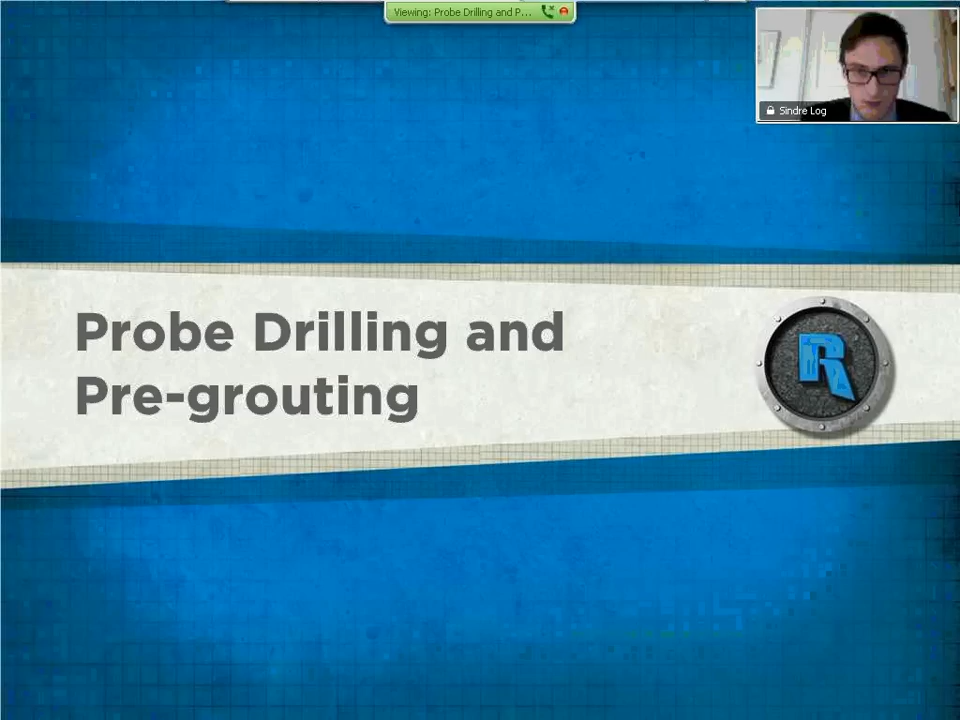 Viewing: Probe Drilling and P...
Sindre Log
Probe Drilling and
Pre-grouting
R